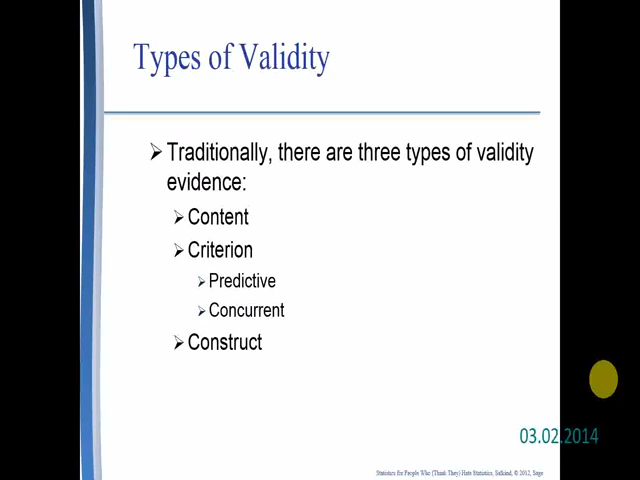 Types of Validity
Traditionally, there are three types of validity
evidence:
Content
Criterion
Predictive
Concurrent
Construct
03.02.2014
Statistics for People Who (Think They) Hate Statistics, Salkind, © 2012, Sage